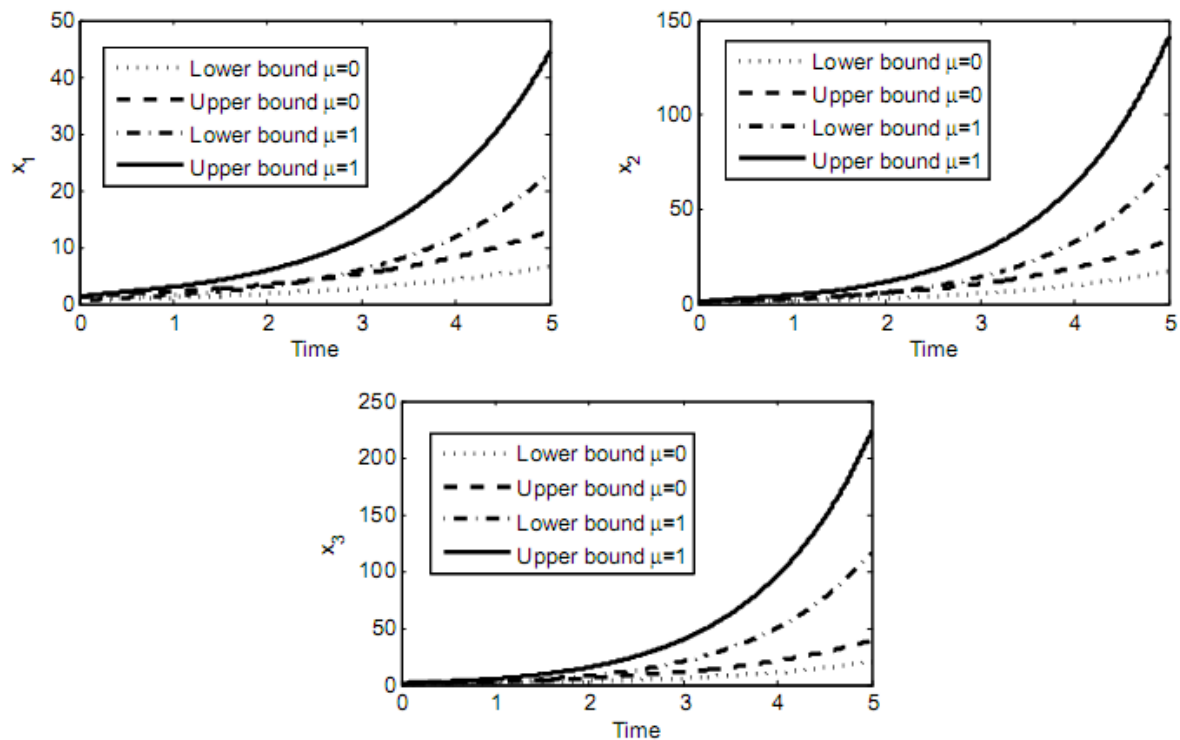 50
40
30
20
10
0
x1
Lower bound μ=0
Upper bound μ=0
Lower bound μ=1
Upper bound μ=1
0 1 2 3 4 5
Time
150
100
50
0
x2
Lower bound μ=0
Upper bound μ=0
Lower bound μ=1
Upper bound μ=1
0 1 2 3 4 5
Time
250
200
150
100
50
0
x3
Lower bound μ=0
Upper bound μ=0
Lower bound μ=1
Upper bound μ=1
0 1 2 3 4 5
Time